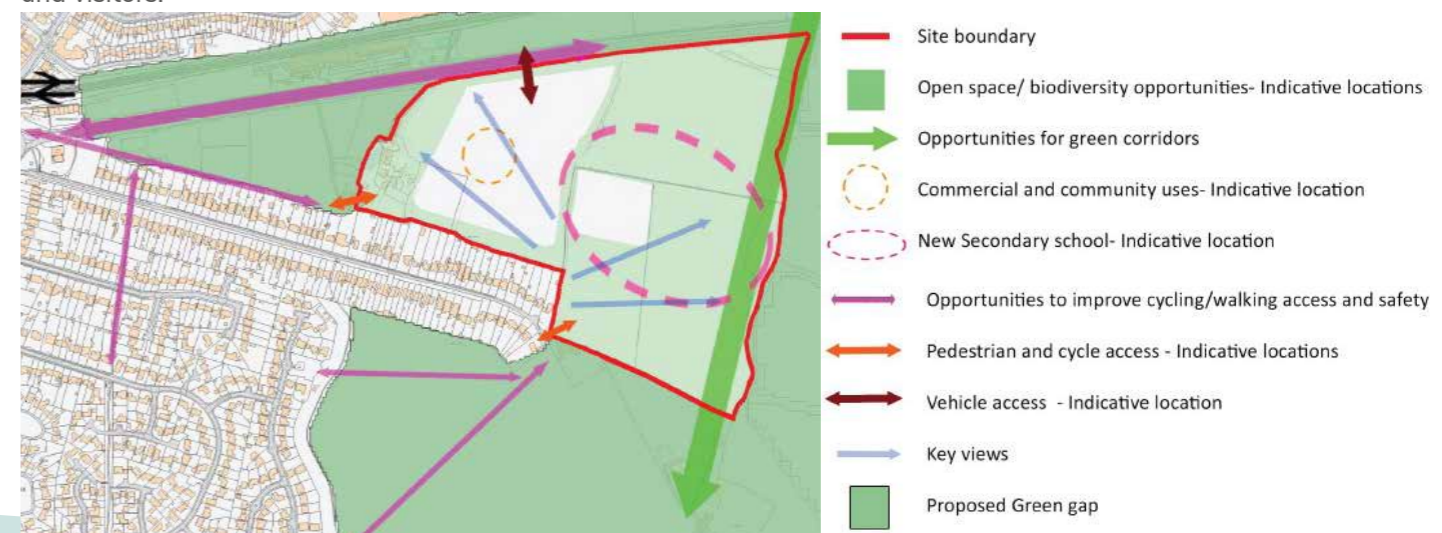 and visitors.
Site boundary
Open space/ biodiversity opportunities- Indicative locations
Opportunities for green corridors
Commercial and community uses- Indicative location
New Secondary school- Indicative location
Opportunities to improve cycling/walking access and safety
Pedestrian and cycle access - Indicative locations
Vehicle access - Indicative location
Key views
Proposed Green gap